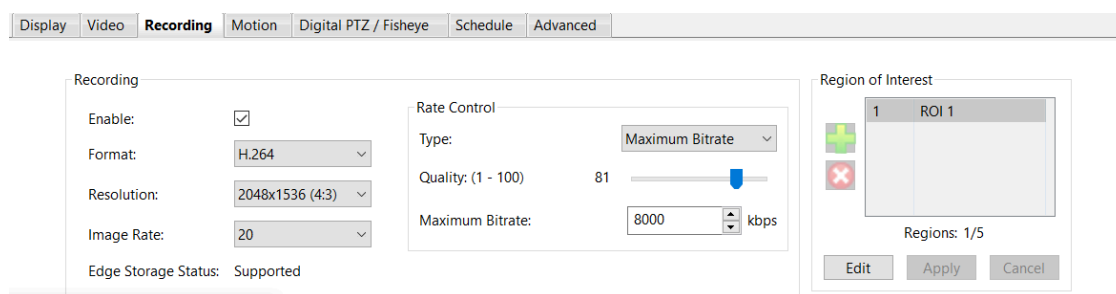 Display Video Recording Motion Digital PTZ / Fisheye Schedule Advanced
Recording
Enable:
Format: H.264
Resolution: 2048x1536 (4:3)
Image Rate: 20
Edge Storage Status: Supported
Rate Control
Type: Maximum Bitrate
Quality: (1 - 100) 81
Maximum Bitrate: 8000 kbps
Region of Interest
1 ROI 1
Regions: 1/5
Edit Apply Cancel